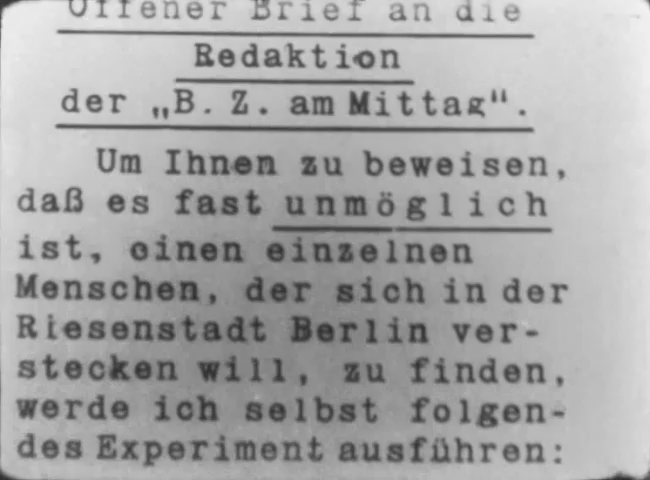 Offener Brief an die
Redaktion
der „B. Z. am Mittag“.
Um Ihnen zu beweisen,
daß es fast unmöglich
ist, einen einzelnen
Menschen, der sich in der
Riesenstadt Berlin ver-
stecken will, zu finden,
werde ich selbst folgen-
des Experiment ausführen: